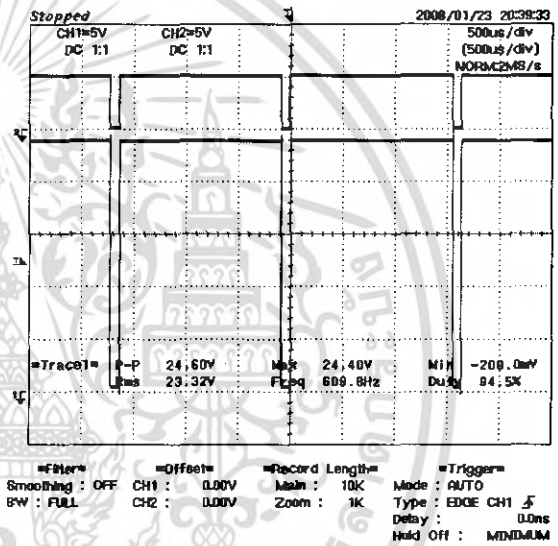 Stopped 2008/01/23 20:39:33
CH1=5V CH2=5V 500us/div
DC 1:1 DC 1:1 (500us/div)
NORM:2MS/s
=Trace1= P-P 24.60V Max 24.40V Min -200.0mV
Rms 23.32V Freq 609.8Hz Duty 94.5%
=Filter= =Offset= =Record Length= =Trigger=
Smoothing : OFF CH1 : 0.00V Main : 10K Mode : AUTO
BW : FULL CH2 : 0.00V Zoom : 1K Type : EDGE CH1
Delay : 0.0ns
Hold Off : MINIMUM